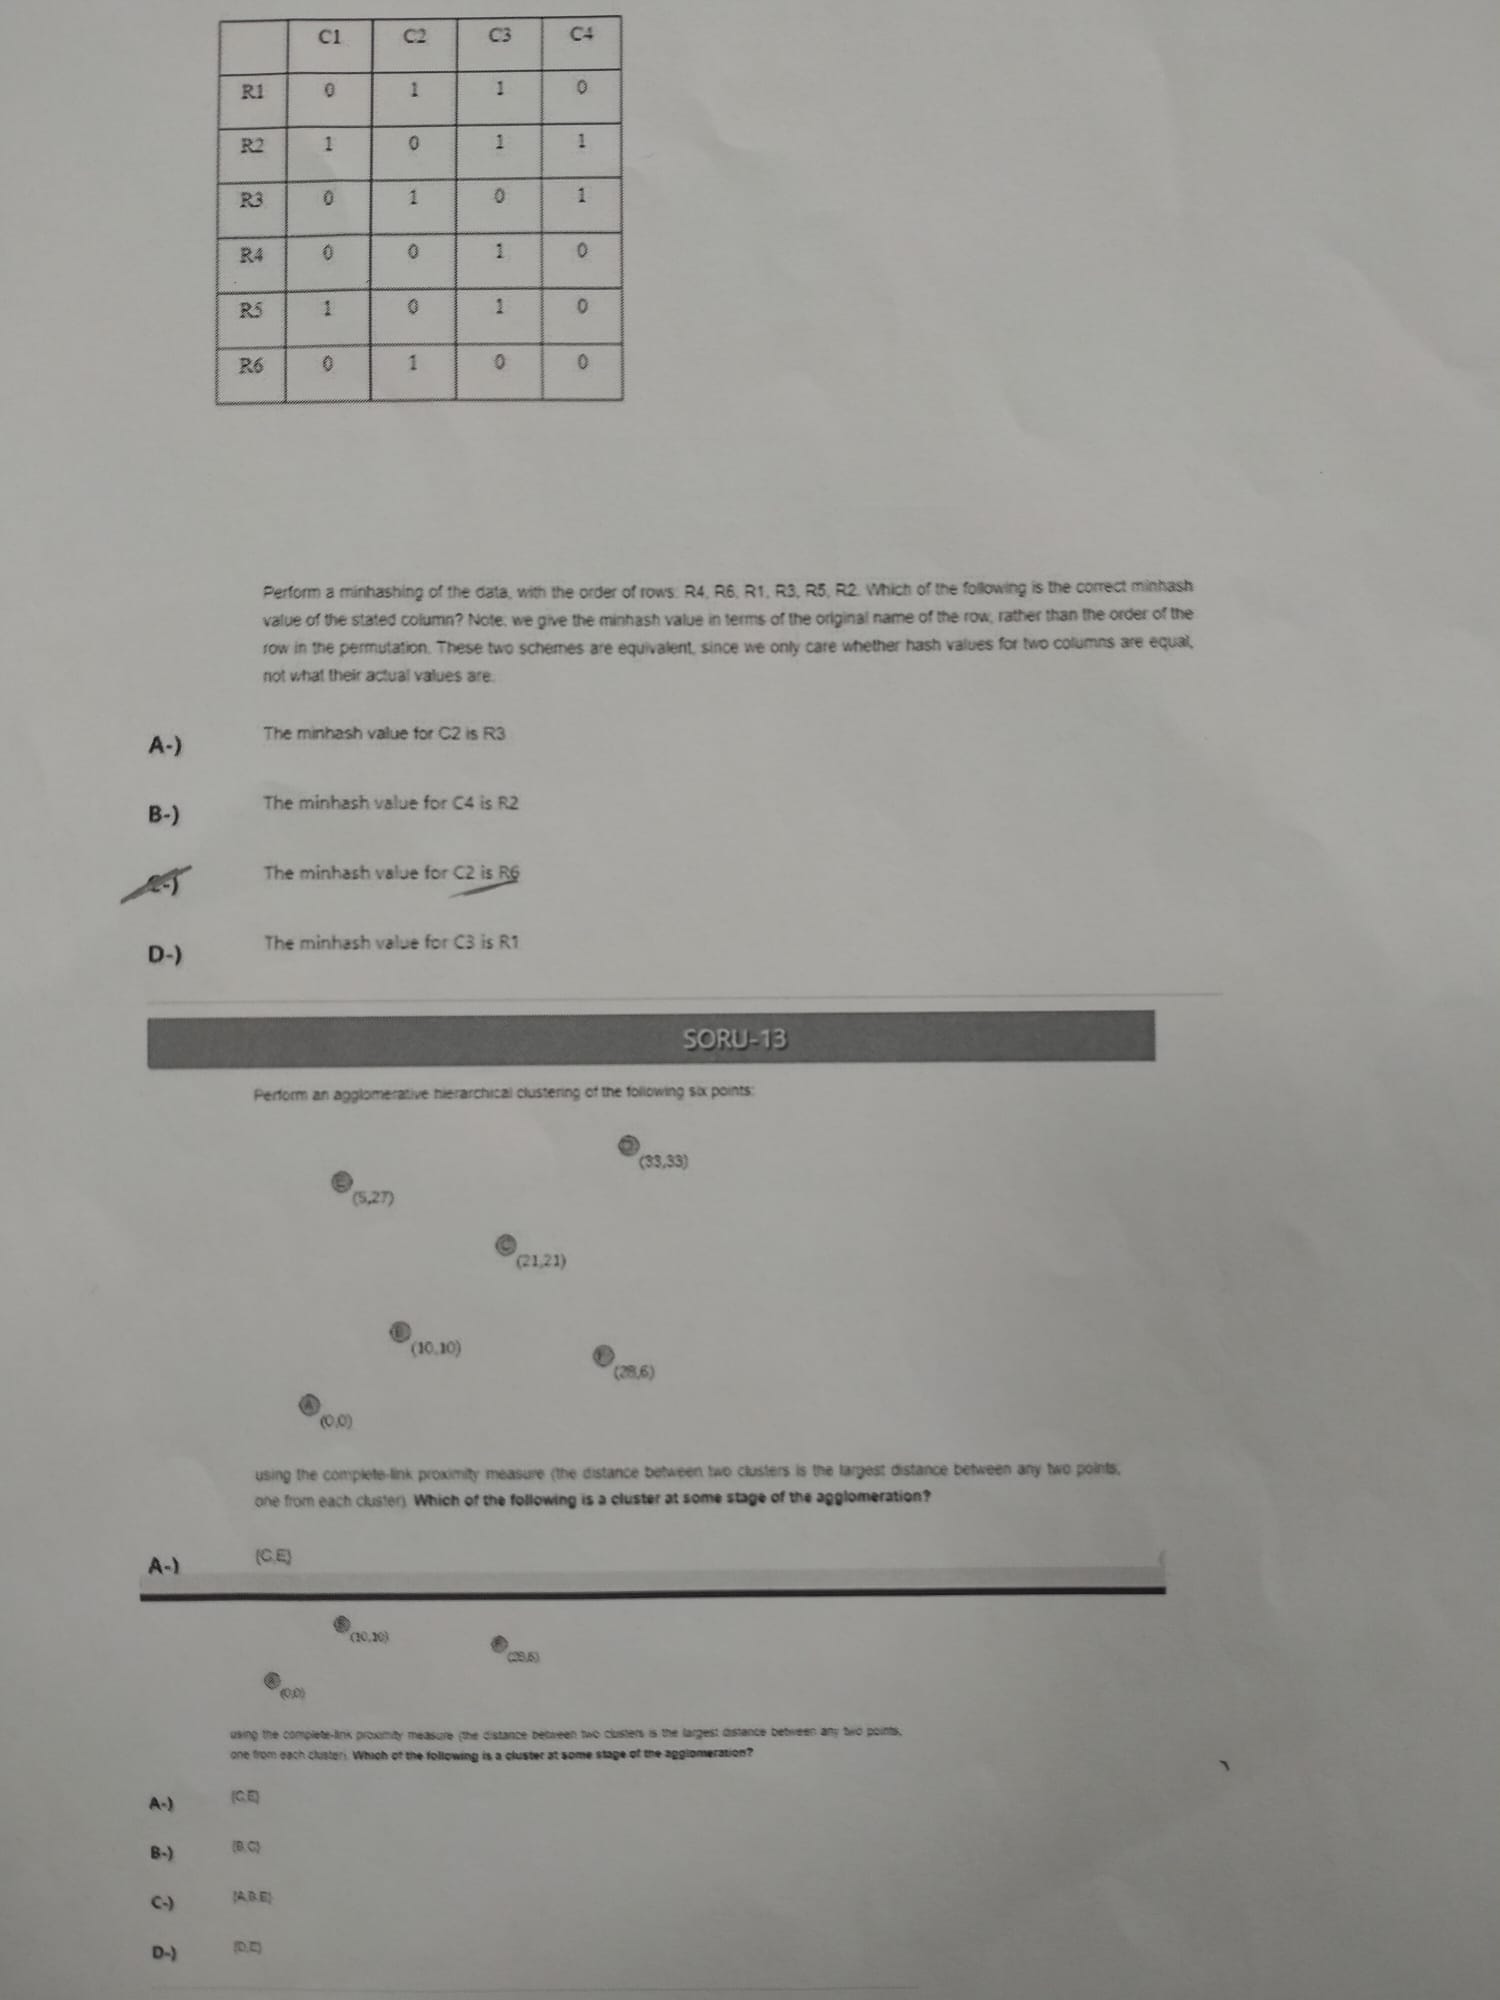 C1 C2 C3 C4
R1 0 1 1 0
R2 1 0 1 1
R3 0 1 0 1
R4 0 0 1 0
R5 1 0 1 0
R6 0 1 0 0
Perform a minhashing of the data, with the order of rows: R4, R6, R1, R3, R5, R2. Which of the following is the correct minhash
value of the stated column? Note: we give the minhash value in terms of the original name of the row, rather than the order of the
row in the permutation. These two schemes are equivalent, since we only care whether hash values for two columns are equal,
not what their actual values are.
A-) The minhash value for C2 is R3
B-) The minhash value for C4 is R2
C-) The minhash value for C2 is R6
D-) The minhash value for C3 is R1
SORU-13
Perform an agglomerative hierarchical clustering of the following six points:
(33,33)
E (5,27)
C (21,21)
(10,10)
F (28,6)
A (0,0)
using the complete-link proximity measure (the distance between two clusters is the largest distance between any two points,
one from each cluster). Which of the following is a cluster at some stage of the agglomeration?
A-) {C,E}
B (10,10)
(28,6)
A (0,0)
using the complete-link proximity measure (the distance between two clusters is the largest distance between any two points,
one from each cluster). Which of the following is a cluster at some stage of the agglomeration?
A-) {C,E}
B-) {B,C}
C-) {A,B,E}
D-)